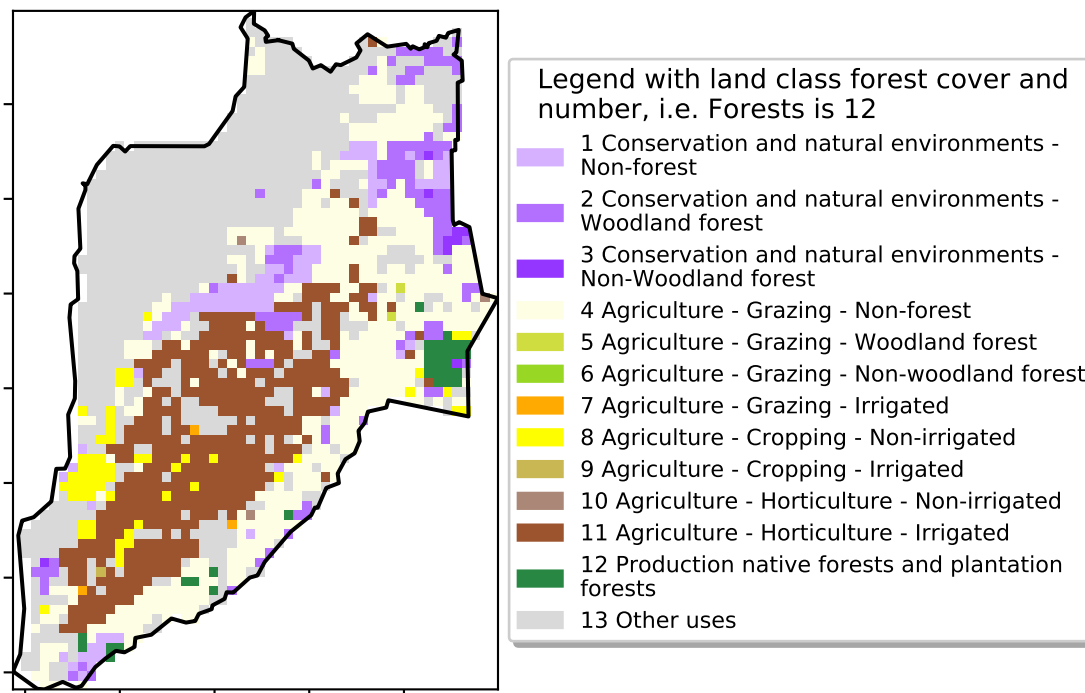 Legend with land class forest cover and
number, i.e. Forests is 12
1 Conservation and natural environments -
Non-forest
2 Conservation and natural environments -
Woodland forest
3 Conservation and natural environments -
Non-Woodland forest
4 Agriculture - Grazing - Non-forest
5 Agriculture - Grazing - Woodland forest
6 Agriculture - Grazing - Non-woodland forest
7 Agriculture - Grazing - Irrigated
8 Agriculture - Cropping - Non-irrigated
9 Agriculture - Cropping - Irrigated
10 Agriculture - Horticulture - Non-irrigated
11 Agriculture - Horticulture - Irrigated
12 Production native forests and plantation
forests
13 Other uses